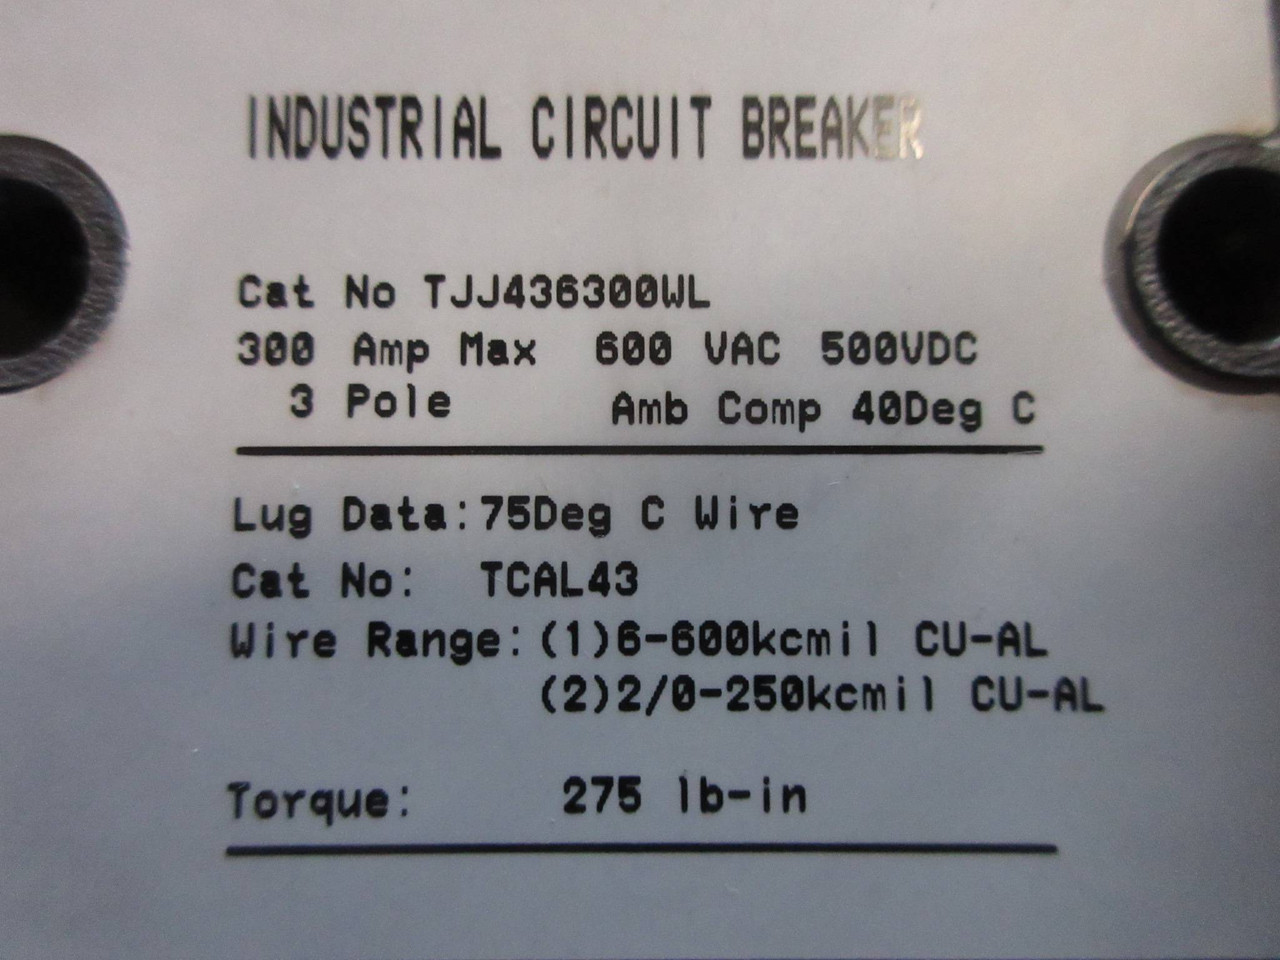 INDUSTRIAL CIRCUIT BREAKER
Cat No TJJ436300WL
300 Amp Max 600 VAC 500VDC
3 Pole Amb Comp 40Deg C
Lug Data:75Deg C Wire
Cat No: TCAL43
Wire Range:(1)6-600kcmil CU-AL
(2)2/0-250kcmil CU-AL
Torque: 275 lb-in